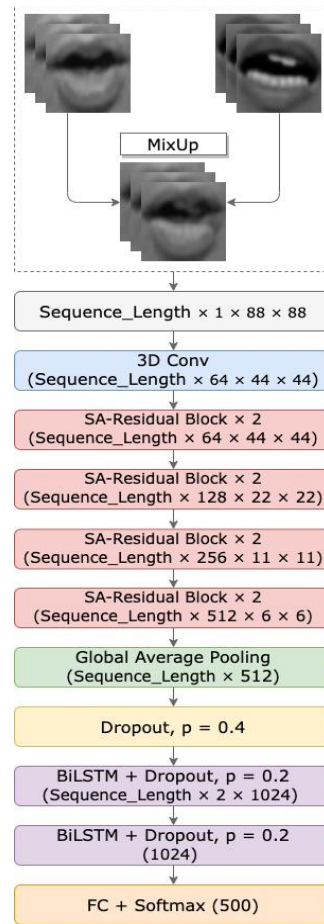 MixUp
Sequence_Length × 1 × 88 × 88
3D Conv
(Sequence_Length × 64 × 44 × 44)
SA-Residual Block × 2
(Sequence_Length × 64 × 44 × 44)
SA-Residual Block × 2
(Sequence_Length × 128 × 22 × 22)
SA-Residual Block × 2
(Sequence_Length × 256 × 11 × 11)
SA-Residual Block × 2
(Sequence_Length × 512 × 6 × 6)
Global Average Pooling
(Sequence_Length × 512)
Dropout, p = 0.4
BiLSTM + Dropout, p = 0.2
(Sequence_Length × 2 × 1024)
BiLSTM + Dropout, p = 0.2
(1024)
FC + Softmax (500)